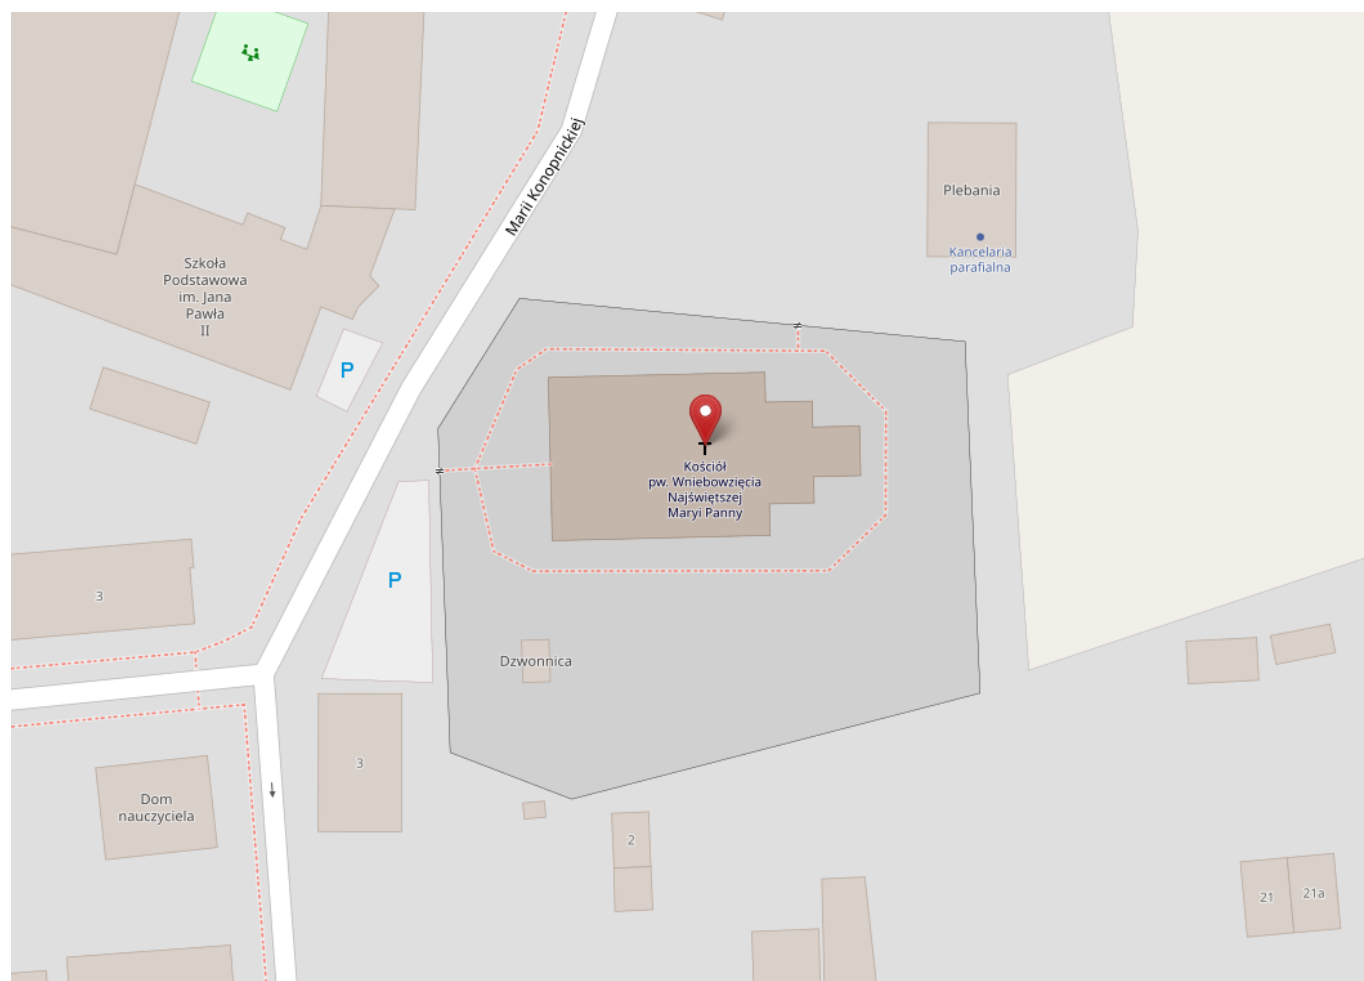 Marii Konopnickiej
Plebania
Kancelaria
parafialna
Szkoła
Podstawowa
im. Jana
Pawła
II
P
Kościół
pw. Wniebowzięcia
Najświętszej
Maryi Panny
P
3
Dzwonnica
3
Dom
nauczyciela
2
21
21a